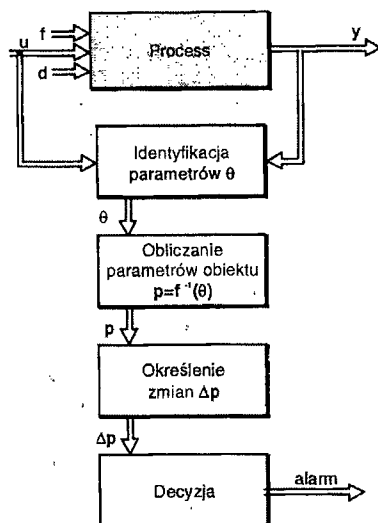 f
u
d
Process
y
Identyfikacja
parametrów θ
θ
Obliczanie
parametrów obiektu
p=f⁻¹(θ)
p
Określenie
zmian Δp
Δp
Decyzja
alarm